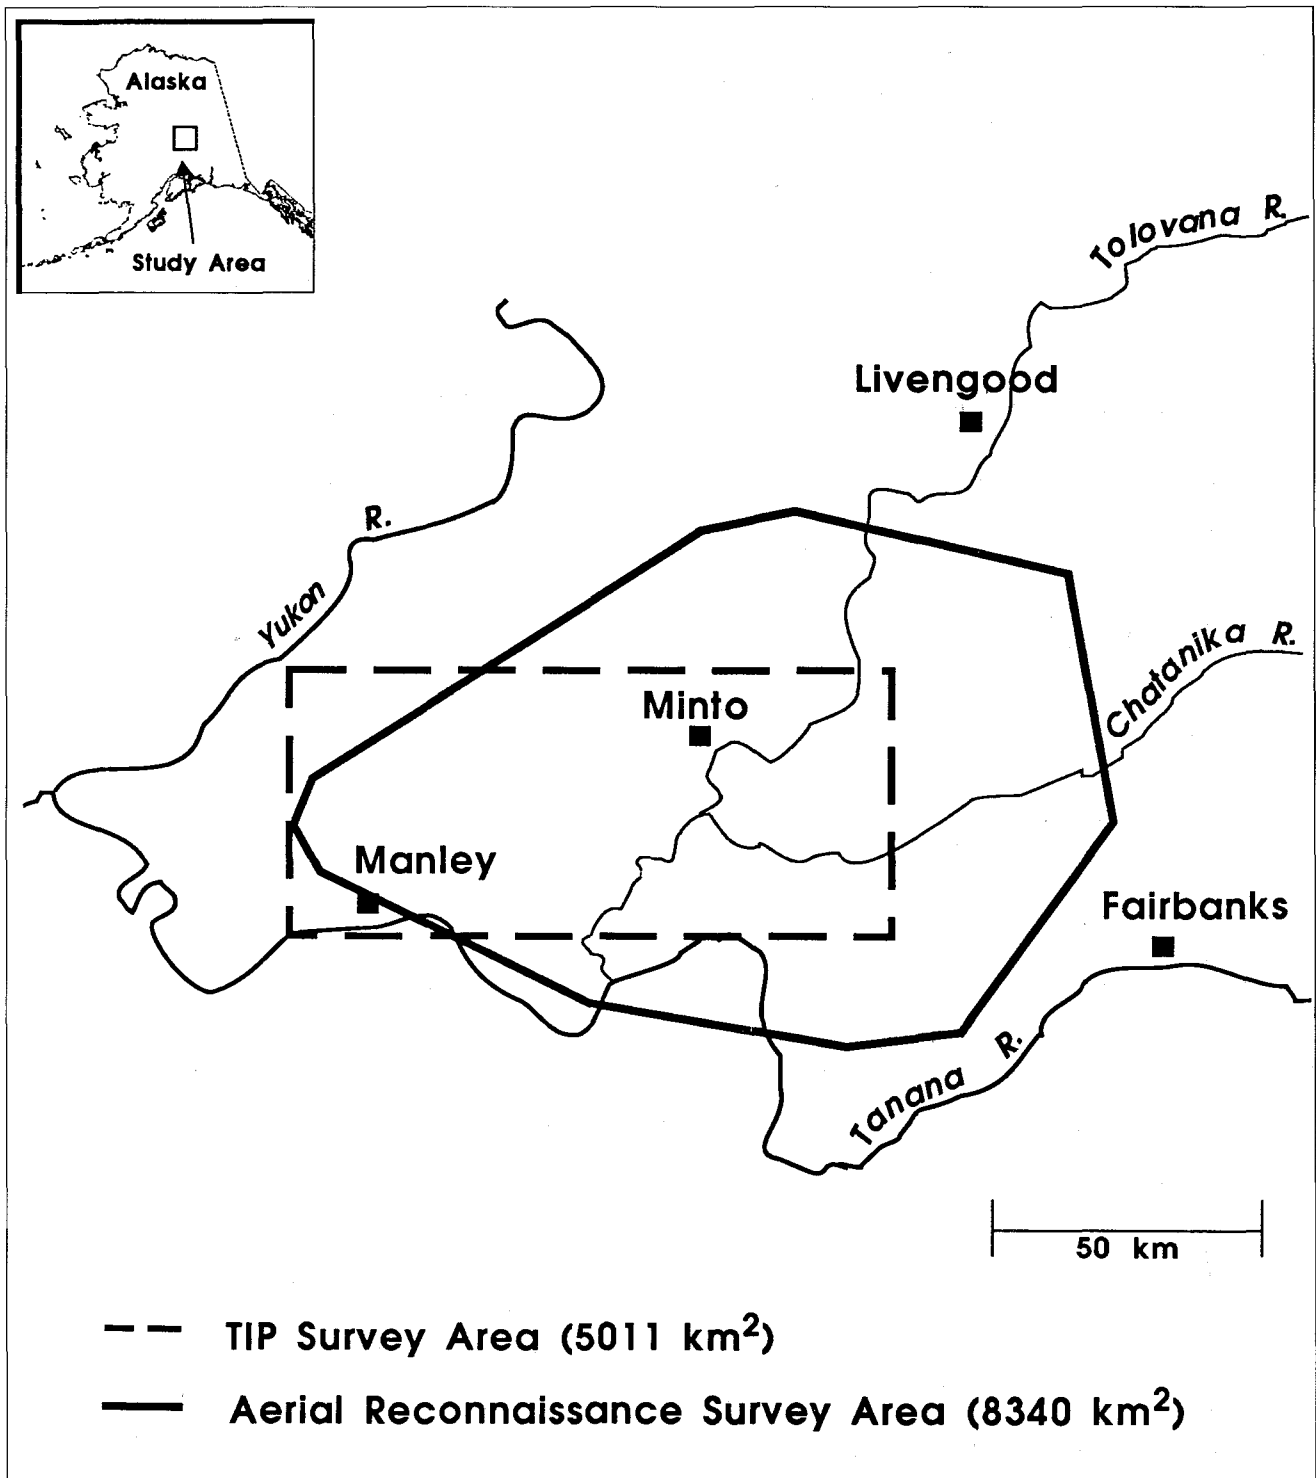 Alaska
Study Area
Tolovana R.
Livengood
Yukon R.
Chatanika R.
Minto
Manley
Fairbanks
Tanana R.
50 km
TIP Survey Area (5011 km²)
Aerial Reconnaissance Survey Area (8340 km²)